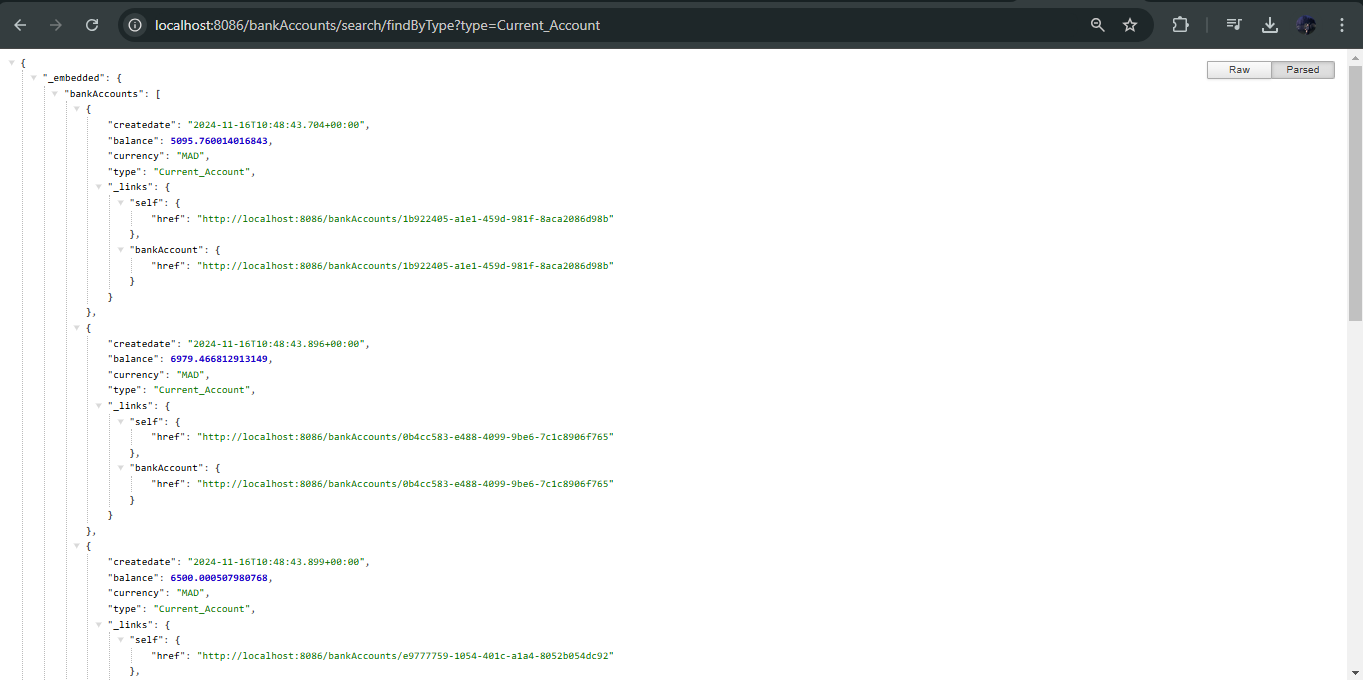 localhost:8086/bankAccounts/search/findByType?type=Current_Account
Raw Parsed
{
"_embedded": {
"bankAccounts": [
{
"createdate": "2024-11-16T10:48:43.704+00:00",
"balance": 5095.760014016843,
"currency": "MAD",
"type": "Current_Account",
"_links": {
"self": {
"href": "http://localhost:8086/bankAccounts/1b922405-a1e1-459d-981f-8aca2086d98b"
},
"bankAccount": {
"href": "http://localhost:8086/bankAccounts/1b922405-a1e1-459d-981f-8aca2086d98b"
}
}
},
{
"createdate": "2024-11-16T10:48:43.896+00:00",
"balance": 6979.466812913149,
"currency": "MAD",
"type": "Current_Account",
"_links": {
"self": {
"href": "http://localhost:8086/bankAccounts/0b4cc583-e488-4099-9be6-7c1c8906f765"
},
"bankAccount": {
"href": "http://localhost:8086/bankAccounts/0b4cc583-e488-4099-9be6-7c1c8906f765"
}
}
},
{
"createdate": "2024-11-16T10:48:43.899+00:00",
"balance": 6500.000507980768,
"currency": "MAD",
"type": "Current_Account",
"_links": {
"self": {
"href": "http://localhost:8086/bankAccounts/e9777759-1054-401c-a1a4-8052b054dc92"
},